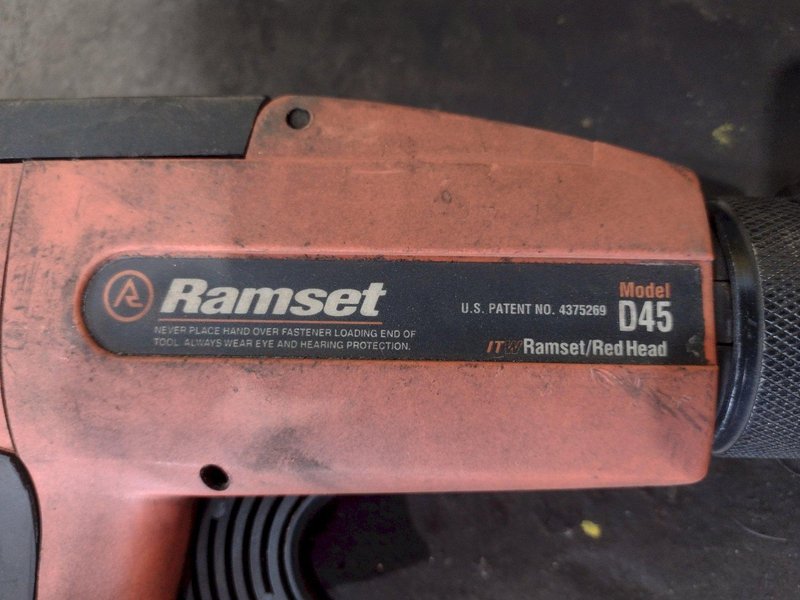 R Ramset
NEVER PLACE HAND OVER FASTENER LOADING END OF
TOOL. ALWAYS WEAR EYE AND HEARING PROTECTION.
U.S. PATENT NO. 4375269
Model
D45
ITW Ramset/Red Head